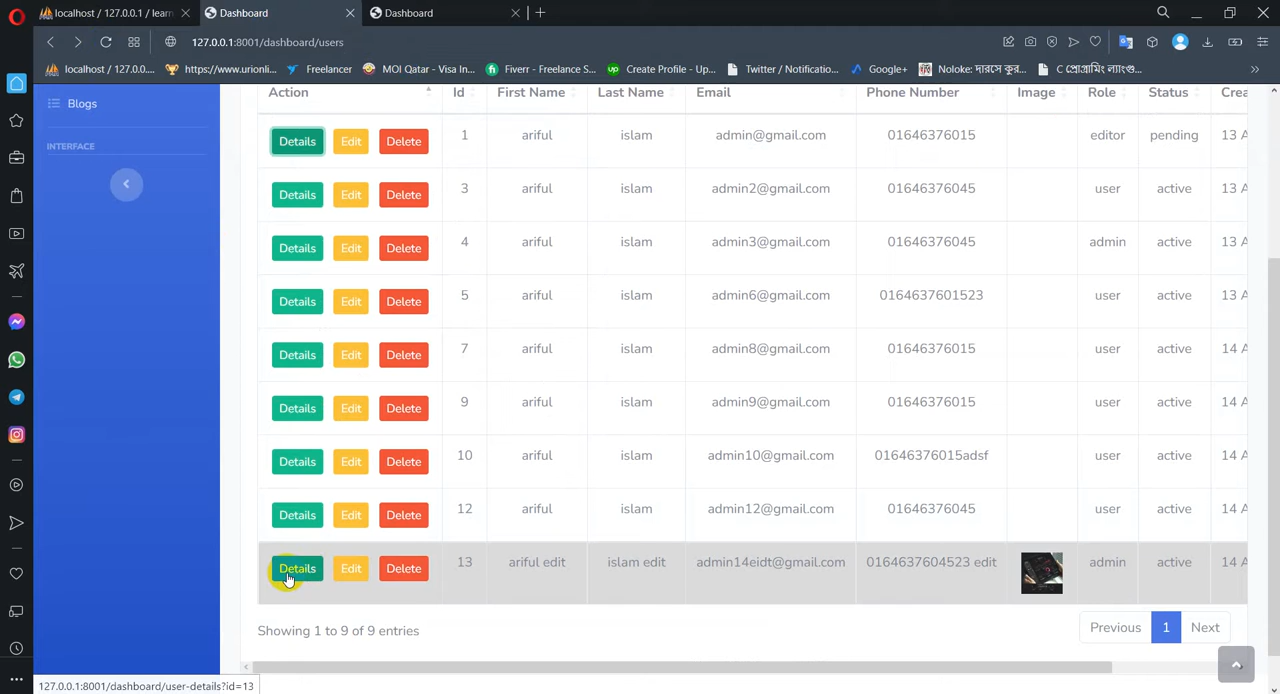 localhost / 127.0.0.1 / learn
Dashboard
Dashboard
127.0.0.1:8001/dashboard/users
localhost / 127.0.0....
https://www.urionli...
Freelancer
MOI Qatar - Visa In...
Fiverr - Freelance S...
Create Profile - Up...
Twitter / Notificatio...
Google+
Noloke: দারসে কুর...
C প্রোগ্রামিং ল্যাংগু...
Blogs
INTERFACE
Action Id First Name Last Name Email Phone Number Image Role Status Crea
Details Edit Delete 1 ariful islam admin@gmail.com 01646376015 editor pending 13 A
Details Edit Delete 3 ariful islam admin2@gmail.com 01646376045 user active 13 A
Details Edit Delete 4 ariful islam admin3@gmail.com 01646376045 admin active 13 A
Details Edit Delete 5 ariful islam admin6@gmail.com 0164637601523 user active 13 A
Details Edit Delete 7 ariful islam admin8@gmail.com 01646376015 user active 14 A
Details Edit Delete 9 ariful islam admin9@gmail.com 01646376015 user active 14 A
Details Edit Delete 10 ariful islam admin10@gmail.com 01646376015adsf user active 14 A
Details Edit Delete 12 ariful islam admin12@gmail.com 01646376045 user active 14 A
Details Edit Delete 13 ariful edit islam edit admin14eidt@gmail.com 0164637604523 edit admin active 14 A
Showing 1 to 9 of 9 entries
Previous 1 Next
127.0.0.1:8001/dashboard/user-details?id=13